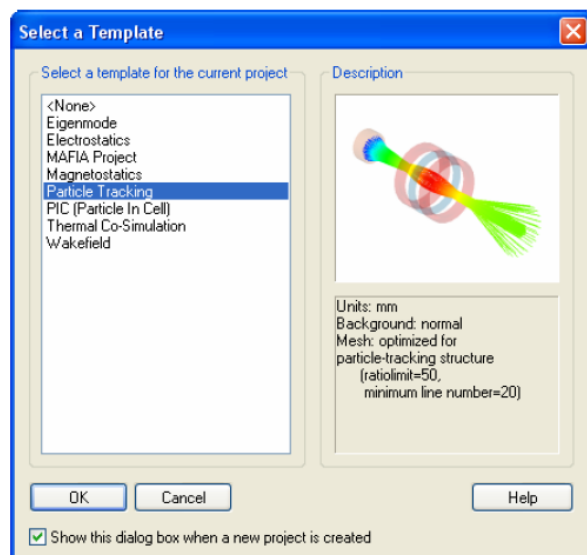 Select a Template
Select a template for the current project
<None>
Eigenmode
Electrostatics
MAFIA Project
Magnetostatics
Particle Tracking
PIC (Particle In Cell)
Thermal Co-Simulation
Wakefield
Description
Units: mm
Background: normal
Mesh: optimized for
particle-tracking structure
(ratiolimit=50,
minimum line number=20)
OK
Cancel
Help
Show this dialog box when a new project is created